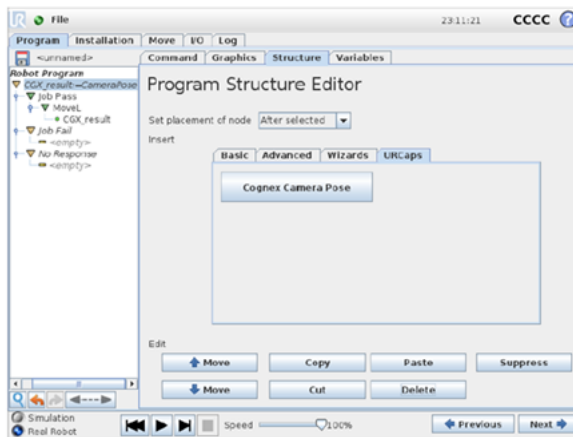 File 23:11:21 CCCC ?
Program Installation Move I/O Log
<unnamed> Command Graphics Structure Variables
Robot Program
CGX_result→CameraPose
Job Pass
MoveL
CGX_result
Job Fail
<empty>
No Response
<empty>
Program Structure Editor
Set placement of node After selected
Insert
Basic Advanced Wizards URCaps
Cognex Camera Pose
Edit
Move Copy Paste Suppress
Move Cut Delete
Simulation
Real Robot
Speed 100% Previous Next